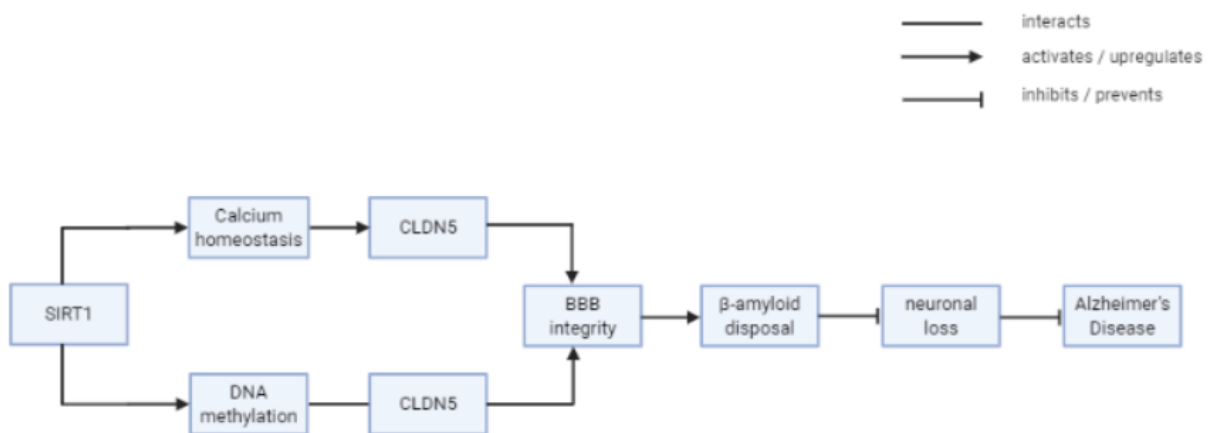 interacts
activates / upregulates
inhibits / prevents
Calcium
homeostasis
CLDN5
SIRT1
BBB
integrity
β-amyloid
disposal
neuronal
loss
Alzheimer's
Disease
DNA
methylation
CLDN5